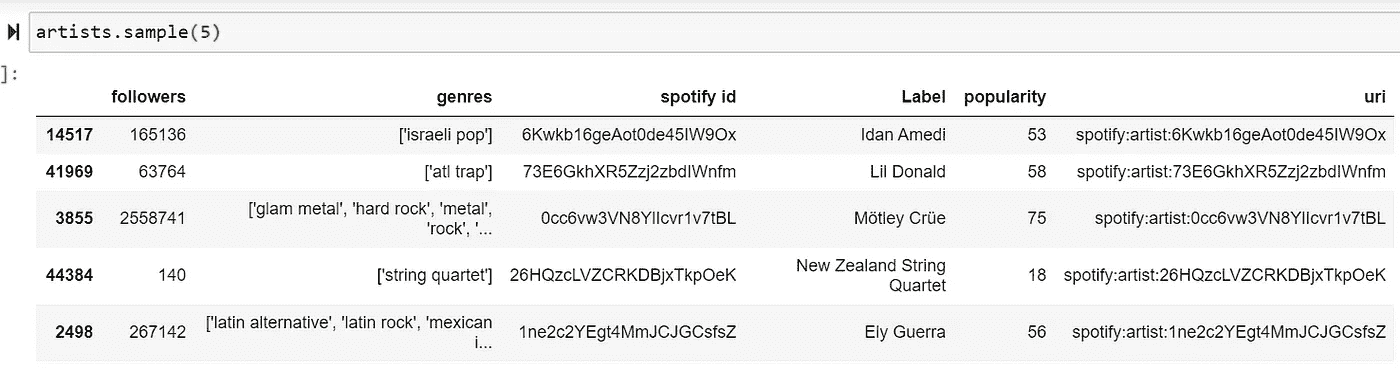 artists.sample(5)
]:
followers genres spotify id Label popularity uri
14517 165136 ['israeli pop'] 6Kwkb16geAot0de45IW9Ox Idan Amedi 53 spotify:artist:6Kwkb16geAot0de45IW9Ox
41969 63764 ['atl trap'] 73E6GkhXR5Zzj2zbdIWnfm Lil Donald 58 spotify:artist:73E6GkhXR5Zzj2zbdIWnfm
3855 2558741 ['glam metal', 'hard rock', 'metal', 'rock', '... 0cc6vw3VN8YlIcvr1v7tBL Mötley Crüe 75 spotify:artist:0cc6vw3VN8YlIcvr1v7tBL
44384 140 ['string quartet'] 26HQzcLVZCRKDBjxTkpOeK New Zealand String Quartet 18 spotify:artist:26HQzcLVZCRKDBjxTkpOeK
2498 267142 ['latin alternative', 'latin rock', 'mexican i... 1ne2c2YEgt4MmJCJGCsfsZ Ely Guerra 56 spotify:artist:1ne2c2YEgt4MmJCJGCsfsZ